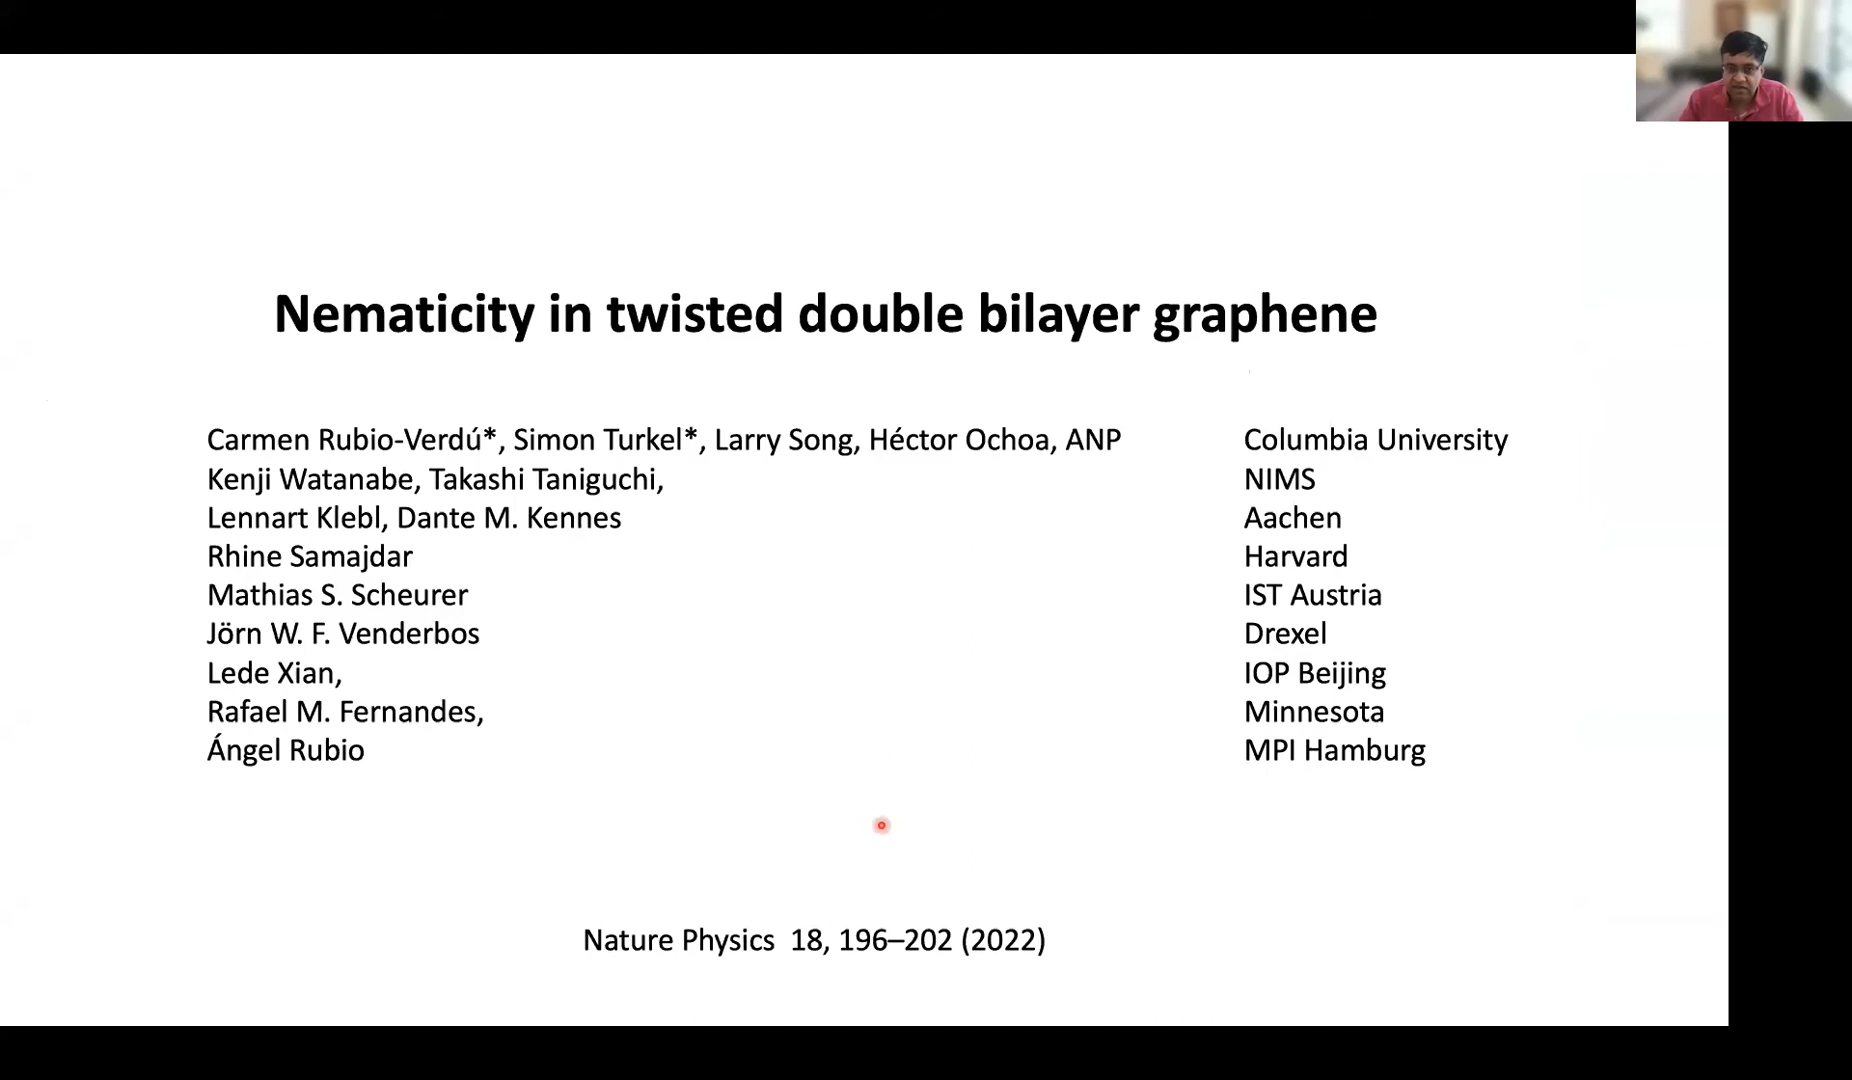 Nematicity in twisted double bilayer graphene
Carmen Rubio-Verdú*, Simon Turkel*, Larry Song, Héctor Ochoa, ANP Columbia University
Kenji Watanabe, Takashi Taniguchi, NIMS
Lennart Klebl, Dante M. Kennes Aachen
Rhine Samajdar Harvard
Mathias S. Scheurer IST Austria
Jörn W. F. Venderbos Drexel
Lede Xian, IOP Beijing
Rafael M. Fernandes, Minnesota
Ángel Rubio MPI Hamburg
Nature Physics 18, 196–202 (2022)